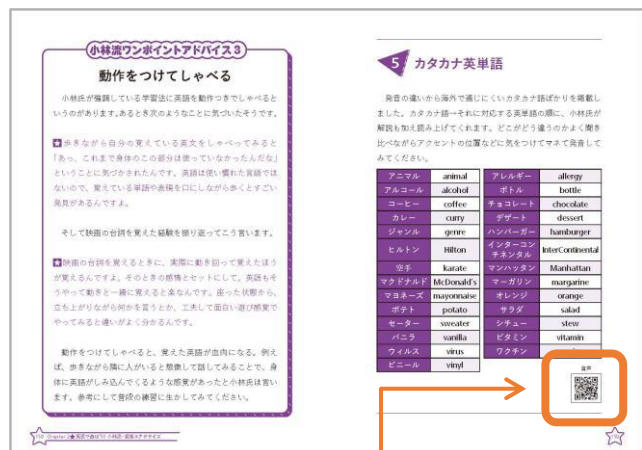 小林流ワンポイントアドバイス3
動作をつけてしゃべる
小林氏が強調している学習法に英語を動作つきでしゃべると
いうのがあります。あるとき次のようなことに気づいたそうです。
歩きながら自分の覚えている英文をしゃべってみると
「あっ、これまで身体のこの部分は使っていなかったんだな」
ということに気づかされたんです。英語は使い慣れた言語では
ないので、覚えている単語や表現を口にしながら歩くとすごい
発見があるんですよ。
そして映画の台詞を覚えた経験を振り返ってこう言います。
映画の台詞を覚えるときに、実際に動き回って覚えたほう
が覚えるんですよ。そのときの感情とセットにして、英語もそ
うやって動きと一緒に覚えると楽なんです。座った状態から、
立ち上がりながら何かを言うとか、工夫して面白い遊び感覚で
やってみると違いがよく分かるんです。
動作をつけてしゃべると、覚えた英語が血肉になる。例え
ば、歩きながら隣に人がいると想像して話してみることで、身
体に英語がしみ込んでくるような感覚があったと小林氏は言い
ます。参考にして普段の練習に生かしてみてください。
5 カタカナ英単語
発音の違いから海外で通じにくいカタカナ語ばかりを掲載し
ました。カタカナ語→それに対応する英単語の順に、小林氏が
解説も加え読み上げてくれます。どこがどう違うのかよく聞き
比べながらアクセントの位置などに気をつけてマネて発音して
みてください。
アニマル animal アレルギー allergy
アルコール alcohol ボトル bottle
コーヒー coffee チョコレート chocolate
カレー curry デザート dessert
ジャンル genre ハンバーガー hamburger
ヒルトン Hilton インターコンチネンタル InterContinental
空手 karate マンハッタン Manhattan
マクドナルド McDonald's マーガリン margarine
マヨネーズ mayonnaise オレンジ orange
ポテト potato サラダ salad
セーター sweater シチュー stew
バニラ vanilla ビタミン vitamin
ウィルス virus ワクチン
ビニール vinyl
音声